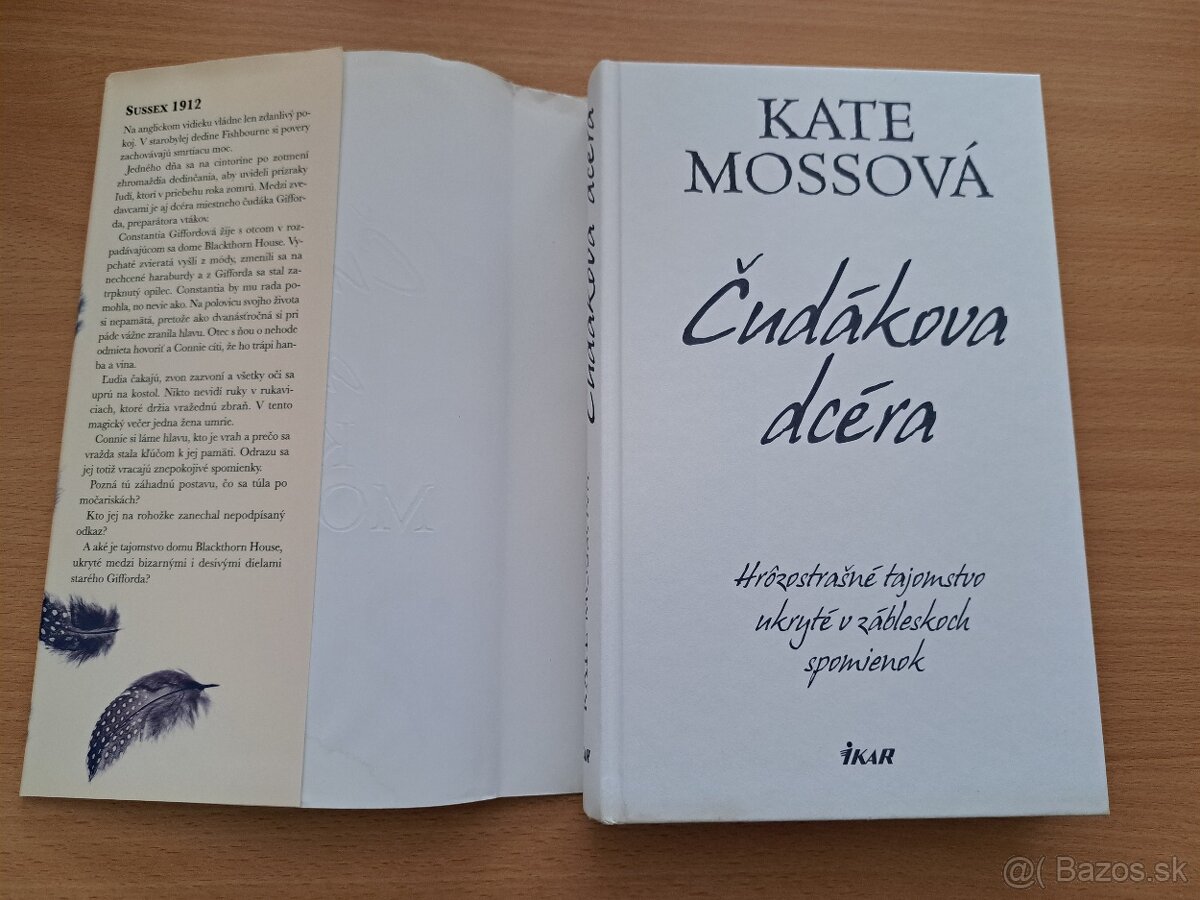 SUSSEX 1912
Na anglickom vidieku vládne len zdanlivý po-
koj. V starobylej dedine Fishbourne si povery
zachovávajú smrtiacu moc.
Jedného dňa sa na cintoríne po zotmení
zhromaždia dedinčania, aby uvideli prízraky
ľudí, ktorí v priebehu roka zomrú. Medzi zve-
davcami je aj dcéra miestneho čudáka Giffor-
da, preparátora vtákov.
Constantia Giffordová žije s otcom v roz-
padávajúcom sa dome Blackthorn House. Vy-
pchaté zvieratá vyšli z módy, zmenili sa na
nechcené haraburdy a z Gifforda sa stal za-
trpknutý opilec. Constantia by mu rada po-
mohla, no nevie ako. Na polovicu svojho života
si nepamätá, pretože ako dvanásťročná si pri
páde vážne zranila hlavu. Otec s ňou o nehode
odmieta hovoriť a Connie cíti, že ho trápi han-
ba a vina.
Ľudia čakajú, zvon zazvoní a všetky oči sa
uprú na kostol. Nikto nevidí ruky v rukavi-
ciach, ktoré držia vražednú zbraň. V tento
magický večer jedna žena umrie.
Connie si láme hlavu, kto je vrah a prečo sa
vražda stala kľúčom k jej pamäti. Odrazu sa
jej totiž vracajú znepokojivé spomienky.
Pozná tú záhadnú postavu, čo sa túla po
močariskách?
Kto jej na rohožke zanechal nepodpísaný
odkaz?
A aké je tajomstvo domu Blackthorn House,
ukryté medzi bizarnými i desivými dielami
starého Gifforda?
Čudákova dcéra
KATE
MOSSOVÁ
Čudákova
dcéra
Hrôzostrašné tajomstvo
ukryté v zábleskoch
spomienok
IKAR
@( Bazos.sk